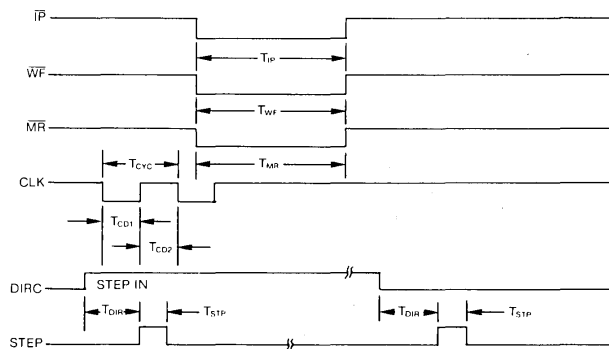 IP
T_IP
WF
T_WF
MR
T_CYC
T_MR
CLK
T_CD1
T_CD2
DIRC
STEP IN
T_DIR
T_STP
T_DIR
T_STP
STEP